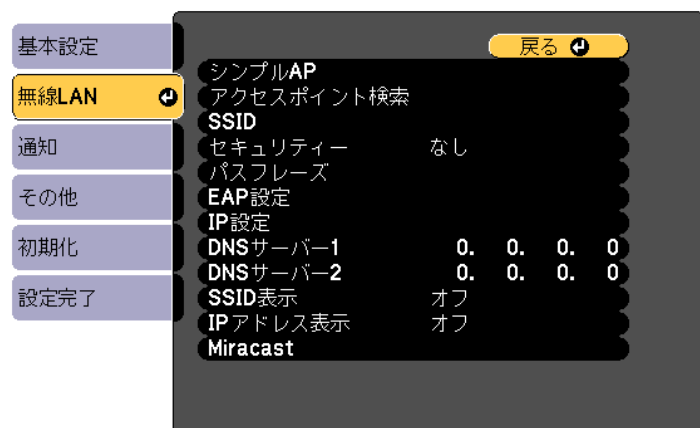 基本設定
無線LAN
通知
その他
初期化
設定完了
戻る
シンプルAP
アクセスポイント検索
SSID
セキュリティー なし
パスフレーズ
EAP設定
IP設定
DNSサーバー1 0. 0. 0. 0
DNSサーバー2 0. 0. 0. 0
SSID表示 オフ
IPアドレス表示 オフ
Miracast